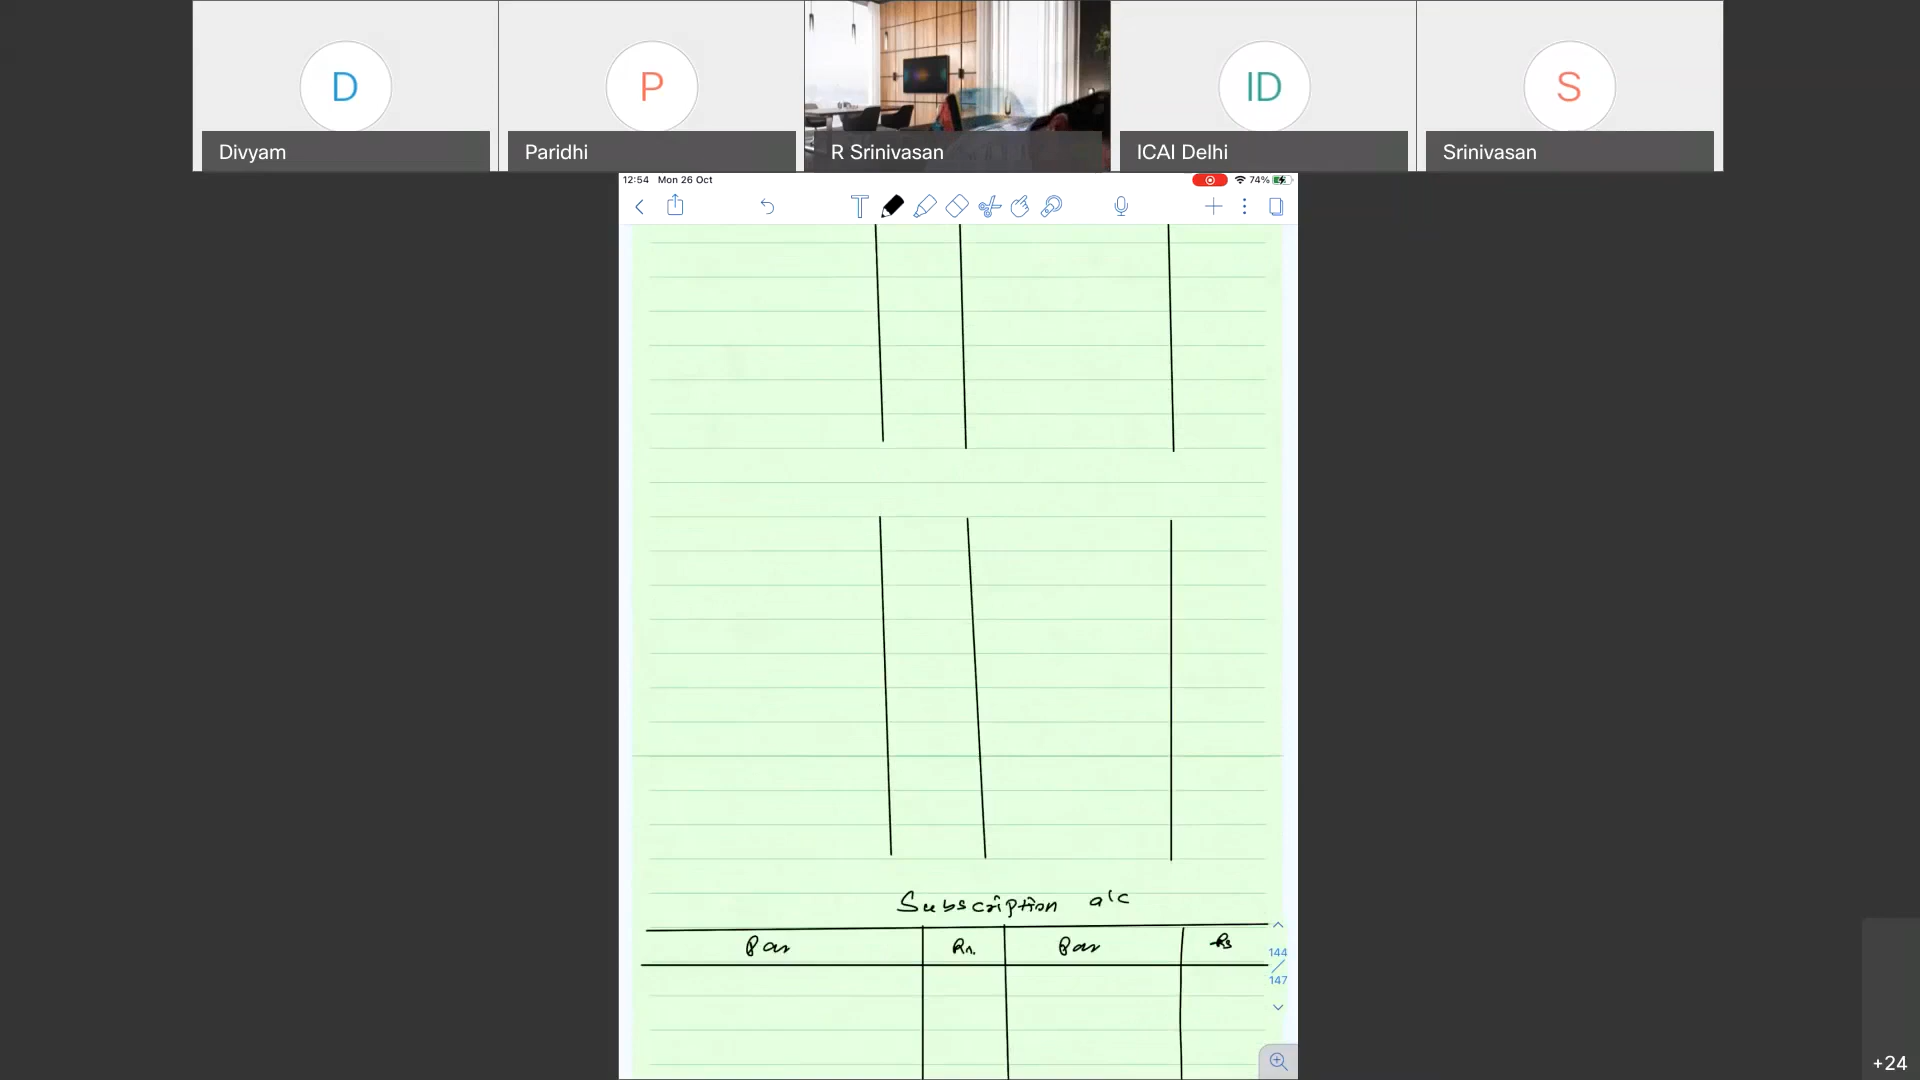 D P ID S
Divyam Paridhi R Srinivasan ICAI Delhi Srinivasan
12:54 Mon 26 Oct 74%
T
Subscription a/c
Par Rs. Par Rs
144
147
+24